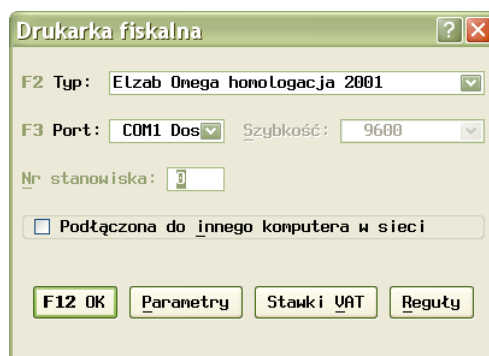 Drukarka fiskalna
F2 Typ: Elzab Omega homologacja 2001
F3 Port: COM1 Dos Szybkość: 9600
Nr stanowiska: 0
Podłączona do innego komputera w sieci
F12 OK Parametry Stawki VAT Reguły